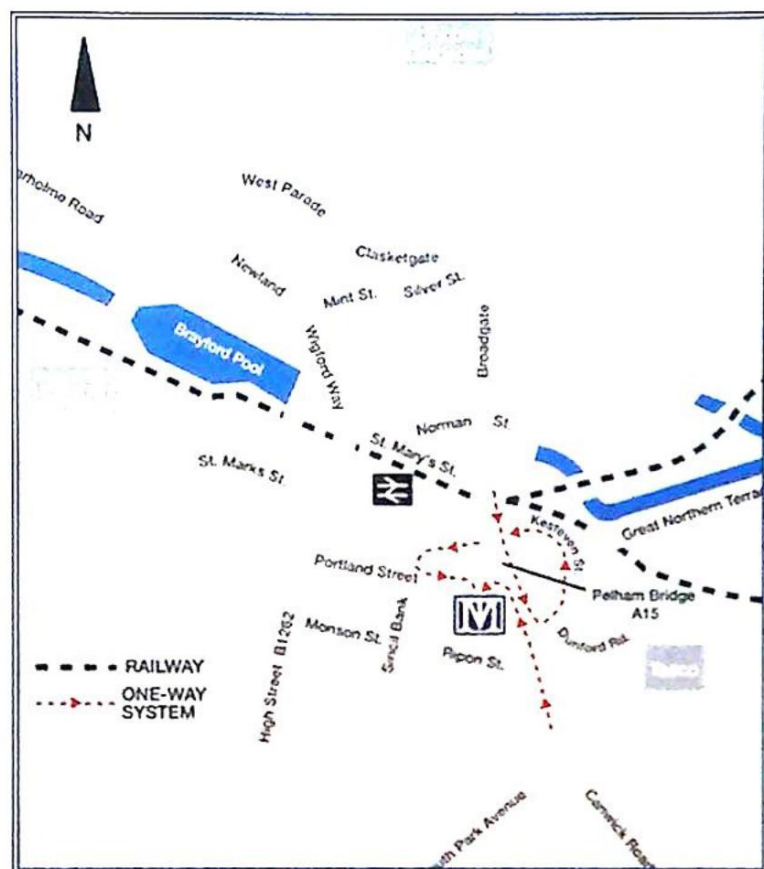 N
West Parade
Clasketgate
Newland
Mint St.
Silver St.
Brayford Pool
Wigford Way
Broadgate
Norman St.
St. Mary's St.
St. Marks St.
Great Northern
Kesteven St
Portland Street
Pelham Bridge
A15
Monson St.
Sincil Bank
Ripon St.
Dunford Rd.
High Street B1262
RAILWAY
ONE-WAY
SYSTEM
Park Avenue
Canwick Road